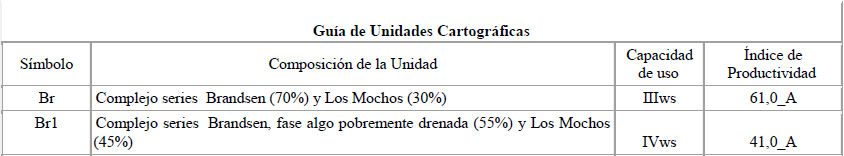 Guía de Unidades Cartográficas
Símbolo Composición de la Unidad Capacidad de uso Índice de Productividad
Br Complejo series Brandsen (70%) y Los Mochos (30%) IIIws 61,0_A
Br1 Complejo series Brandsen, fase algo pobremente drenada (55%) y Los Mochos
(45%) IVws 41,0_A